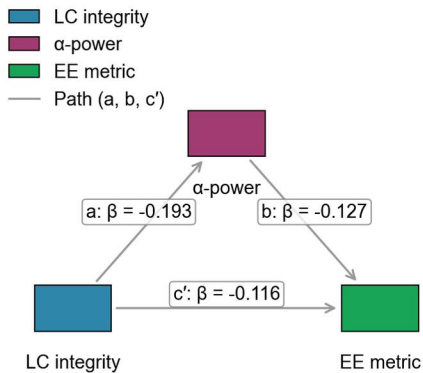 LC integrity
α-power
EE metric
Path (a, b, c′)
α-power
a: β = -0.193
b: β = -0.127
c′: β = -0.116
LC integrity
EE metric